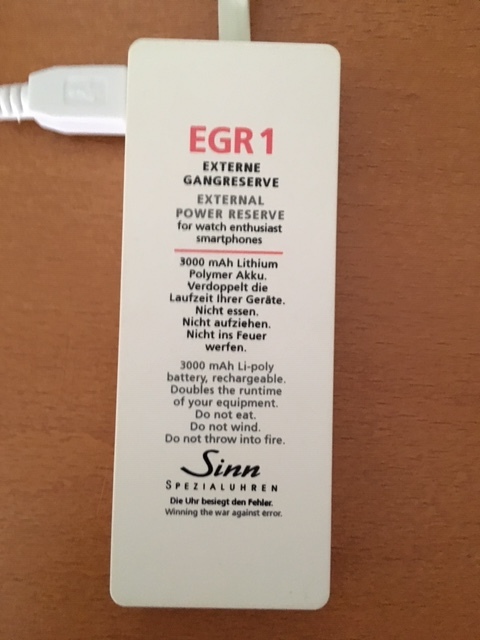 EGR 1
EXTERNE
GANGRESERVE
EXTERNAL
POWER RESERVE
for watch enthusiast
smartphones
3000 mAh Lithium
Polymer Akku.
Verdoppelt die
Laufzeit Ihrer Geräte.
Nicht essen.
Nicht aufziehen.
Nicht ins Feuer
werfen.
3000 mAh Li-poly
battery, rechargeable.
Doubles the runtime
of your equipment.
Do not eat.
Do not wind.
Do not throw into fire.
Sinn
SPEZIALUHREN
Die Uhr besiegt den Fehler.
Winning the war against error.